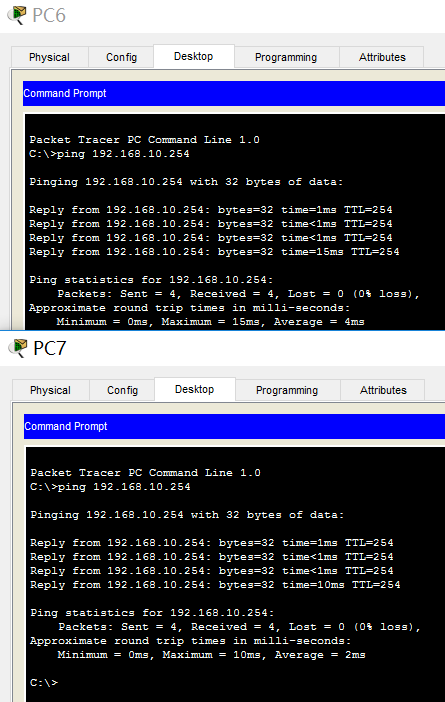 PC6
Physical Config Desktop Programming Attributes
Command Prompt
Packet Tracer PC Command Line 1.0
C:\>ping 192.168.10.254
Pinging 192.168.10.254 with 32 bytes of data:
Reply from 192.168.10.254: bytes=32 time=1ms TTL=254
Reply from 192.168.10.254: bytes=32 time<1ms TTL=254
Reply from 192.168.10.254: bytes=32 time<1ms TTL=254
Reply from 192.168.10.254: bytes=32 time=15ms TTL=254
Ping statistics for 192.168.10.254:
Packets: Sent = 4, Received = 4, Lost = 0 (0% loss),
Approximate round trip times in milli-seconds:
Minimum = 0ms, Maximum = 15ms, Average = 4ms
PC7
Physical Config Desktop Programming Attributes
Command Prompt
Packet Tracer PC Command Line 1.0
C:\>ping 192.168.10.254
Pinging 192.168.10.254 with 32 bytes of data:
Reply from 192.168.10.254: bytes=32 time=1ms TTL=254
Reply from 192.168.10.254: bytes=32 time<1ms TTL=254
Reply from 192.168.10.254: bytes=32 time<1ms TTL=254
Reply from 192.168.10.254: bytes=32 time=10ms TTL=254
Ping statistics for 192.168.10.254:
Packets: Sent = 4, Received = 4, Lost = 0 (0% loss),
Approximate round trip times in milli-seconds:
Minimum = 0ms, Maximum = 10ms, Average = 2ms
C:\>